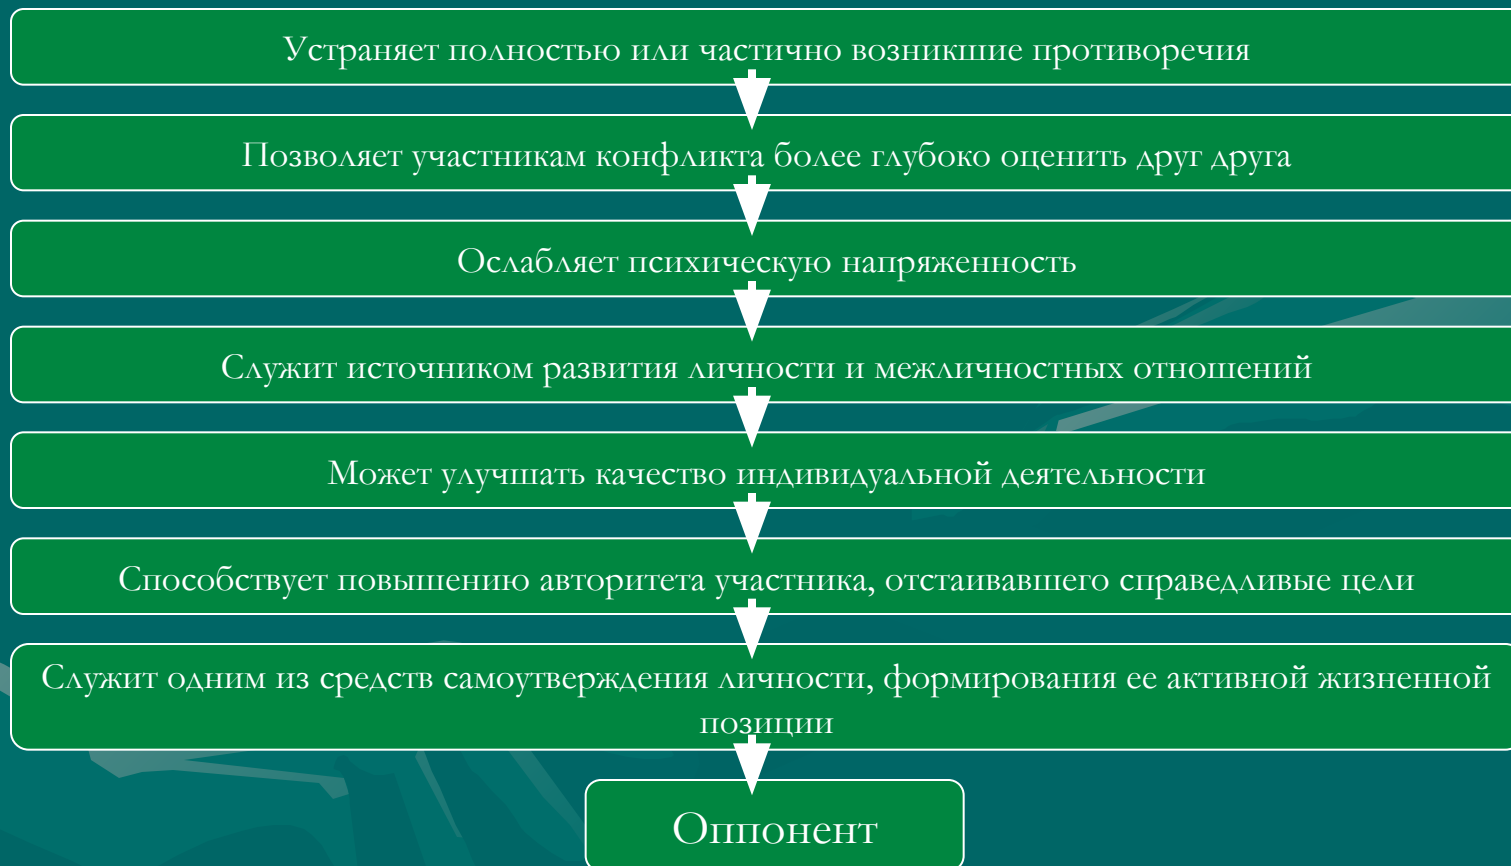 Устраняет полностью или частично возникшие противоречия
Позволяет участникам конфликта более глубоко оценить друг друга
Ослабляет психическую напряженность
Служит источником развития личности и межличностных отношений
Может улучшать качество индивидуальной деятельности
Способствует повышению авторитета участника, отстаивавшего справедливые цели
Служит одним из средств самоутверждения личности, формирования ее активной жизненной
позиции
Оппонент